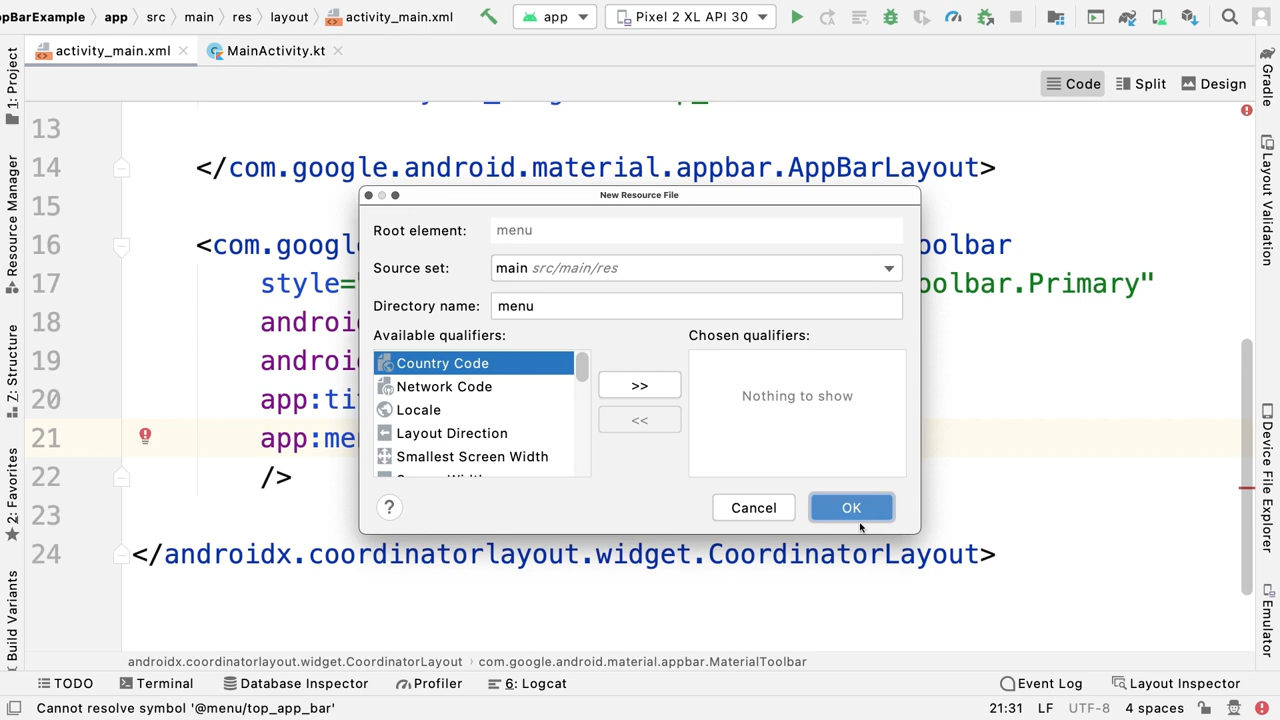 pBarExample app src main res layout activity_main.xml app Pixel 2 XL API 30
activity_main.xml MainActivity.kt
Code Split Design
13
14 </com.google.android.material.appbar.AppBarLayout>
15
16 <com.goog olbar
17 style= oolbar.Primary"
18 androi
19 androi
20 app:ti
21 app:me
22 />
23
24 </androidx.coordinatorlayout.widget.CoordinatorLayout>
New Resource File
Root element: menu
Source set: main src/main/res
Directory name: menu
Available qualifiers: Chosen qualifiers:
Country Code
Network Code
Locale
Layout Direction
Smallest Screen Width
>>
<<
Nothing to show
? Cancel OK
1: Project
Resource Manager
Z: Structure
2: Favorites
Build Variants
Gradle
Layout Validation
Device File Explorer
Emulator
androidx.coordinatorlayout.widget.CoordinatorLayout › com.google.android.material.appbar.MaterialToolbar
TODO Terminal Database Inspector Profiler 6: Logcat Event Log Layout Inspector
Cannot resolve symbol '@menu/top_app_bar' 21:31 LF UTF-8 4 spaces